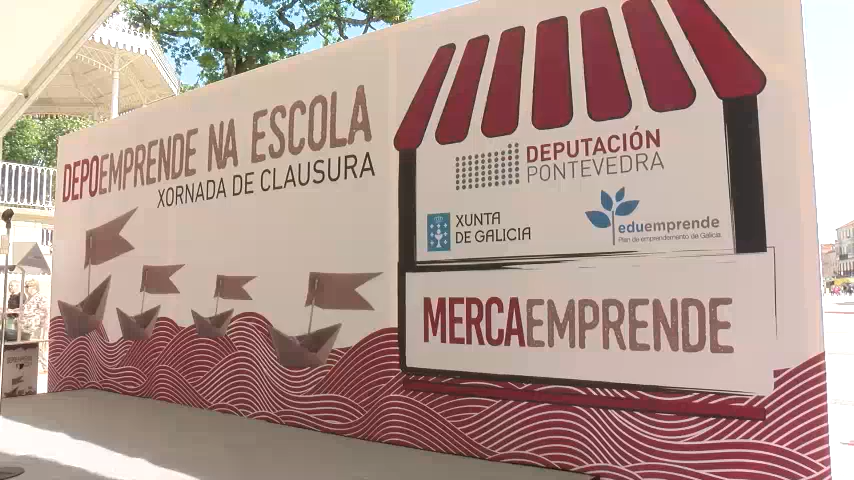 DEPOEMPRENDE NA ESCOLA
XORNADA DE CLAUSURA
DEPUTACIÓN
PONTEVEDRA
XUNTA
DE GALICIA
eduemprende
Plan de emprendemento de Galicia
MERCAEMPRENDE